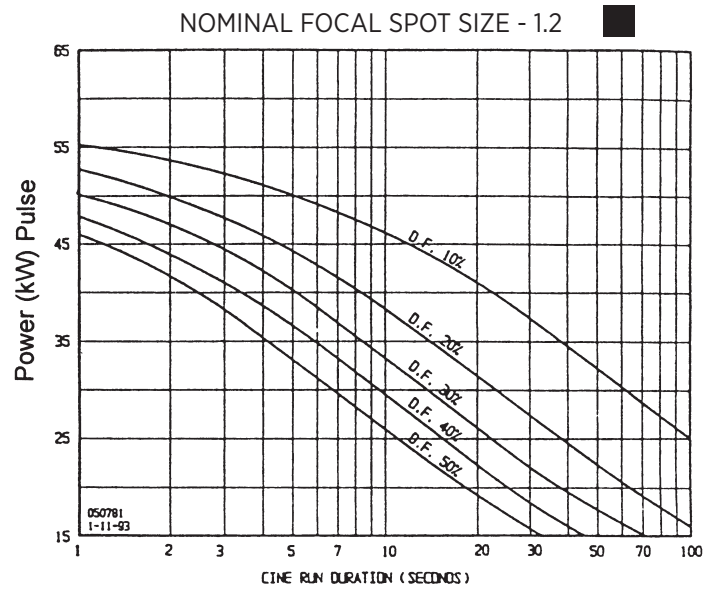 NOMINAL FOCAL SPOT SIZE - 1.2
65
55
45
35
25
15
Power (kW) Pulse
D.F. 10%
D.F. 20%
D.F. 30%
D.F. 40%
D.F. 50%
050781
1-11-93
1
2
3
5
7
10
20
30
50
70
100
CINE RUN DURATION (SECONDS)